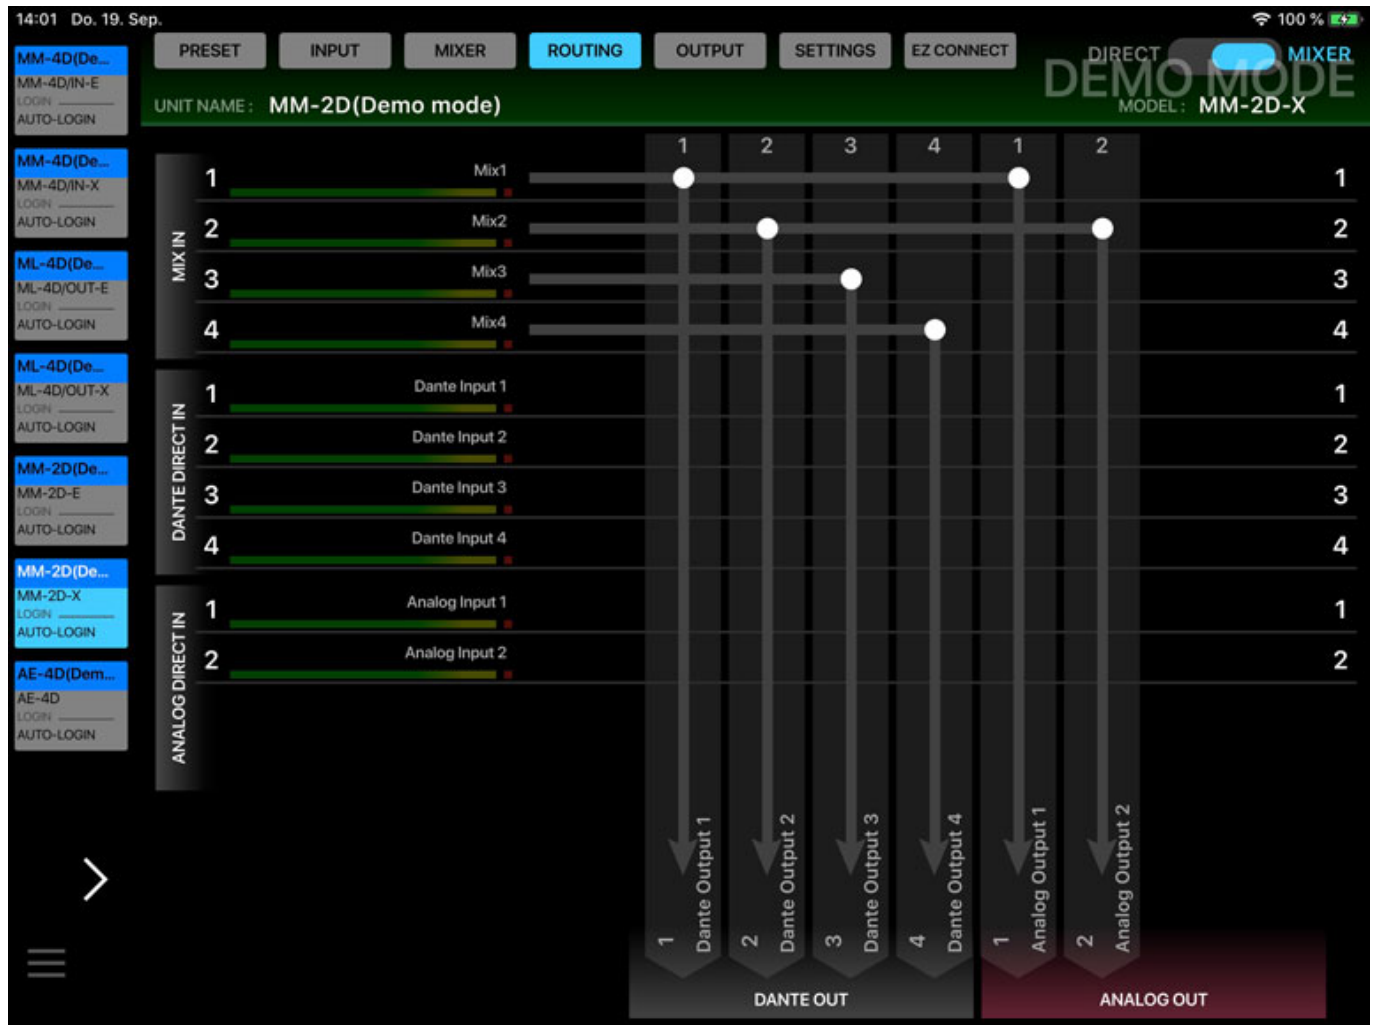 14:01 Do. 19. Sep.
100 %
PRESET INPUT MIXER ROUTING OUTPUT SETTINGS EZ CONNECT
DIRECT MIXER
DEMO MODE
UNIT NAME : MM-2D(Demo mode)
MODEL : MM-2D-X
MM-4D(De...
MM-4D/IN-E
LOGIN
AUTO-LOGIN
MM-4D(De...
MM-4D/IN-X
LOGIN
AUTO-LOGIN
ML-4D(De...
ML-4D/OUT-E
LOGIN
AUTO-LOGIN
ML-4D(De...
ML-4D/OUT-X
LOGIN
AUTO-LOGIN
MM-2D(De...
MM-2D-E
LOGIN
AUTO-LOGIN
MM-2D(De...
MM-2D-X
LOGIN
AUTO-LOGIN
AE-4D(Dem...
AE-4D
LOGIN
AUTO-LOGIN
1 2 3 4 1 2
MIX IN
1 Mix1 1
2 Mix2 2
3 Mix3 3
4 Mix4 4
DANTE DIRECT IN
1 Dante Input 1 1
2 Dante Input 2 2
3 Dante Input 3 3
4 Dante Input 4 4
ANALOG DIRECT IN
1 Analog Input 1 1
2 Analog Input 2 2
1 Dante Output 1
2 Dante Output 2
3 Dante Output 3
4 Dante Output 4
1 Analog Output 1
2 Analog Output 2
DANTE OUT
ANALOG OUT